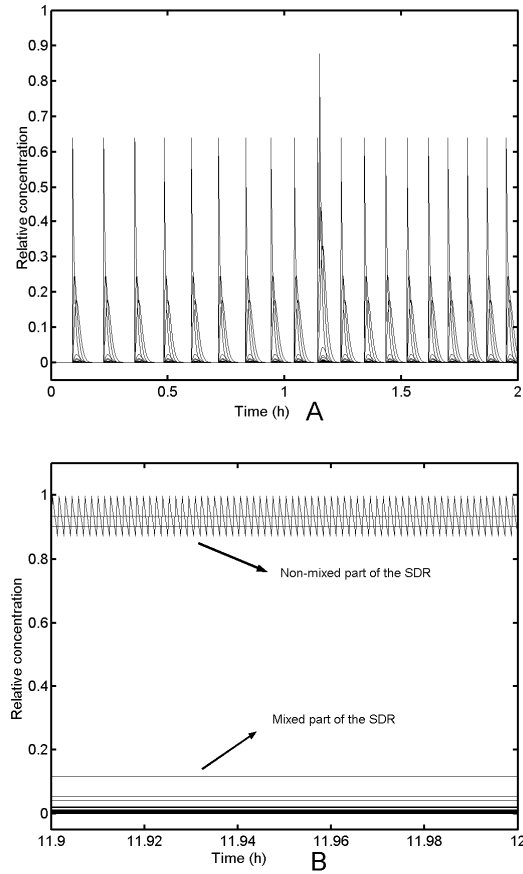 1
0.9
0.8
0.7
0.6
0.5
0.4
0.3
0.2
0.1
0
Relative concentration
0 0.5 1 1.5 2
Time (h) A
1
0.8
0.6
0.4
0.2
0
Relative concentration
Non-mixed part of the SDR
Mixed part of the SDR
11.9 11.92 11.94 11.96 11.98 12
Time (h) B